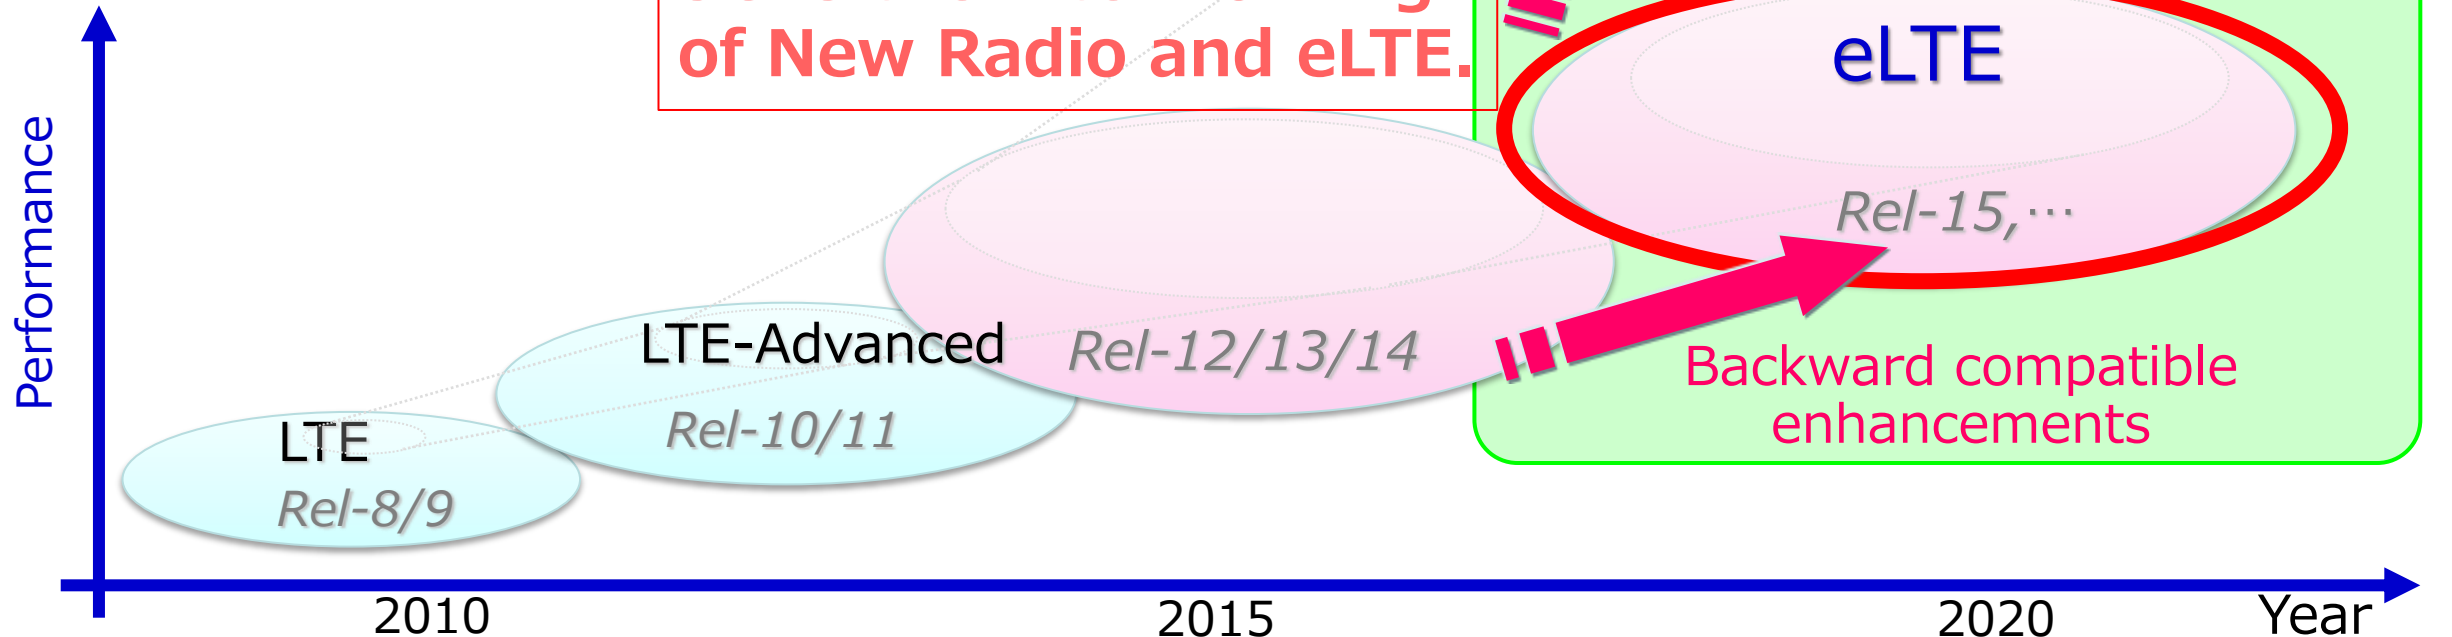 of New Radio and eLTE.
eLTE
Rel-15,…
Performance
LTE-Advanced
Rel-12/13/14
Backward compatible
enhancements
Rel-10/11
LTE
Rel-8/9
2010
2015
2020
Year